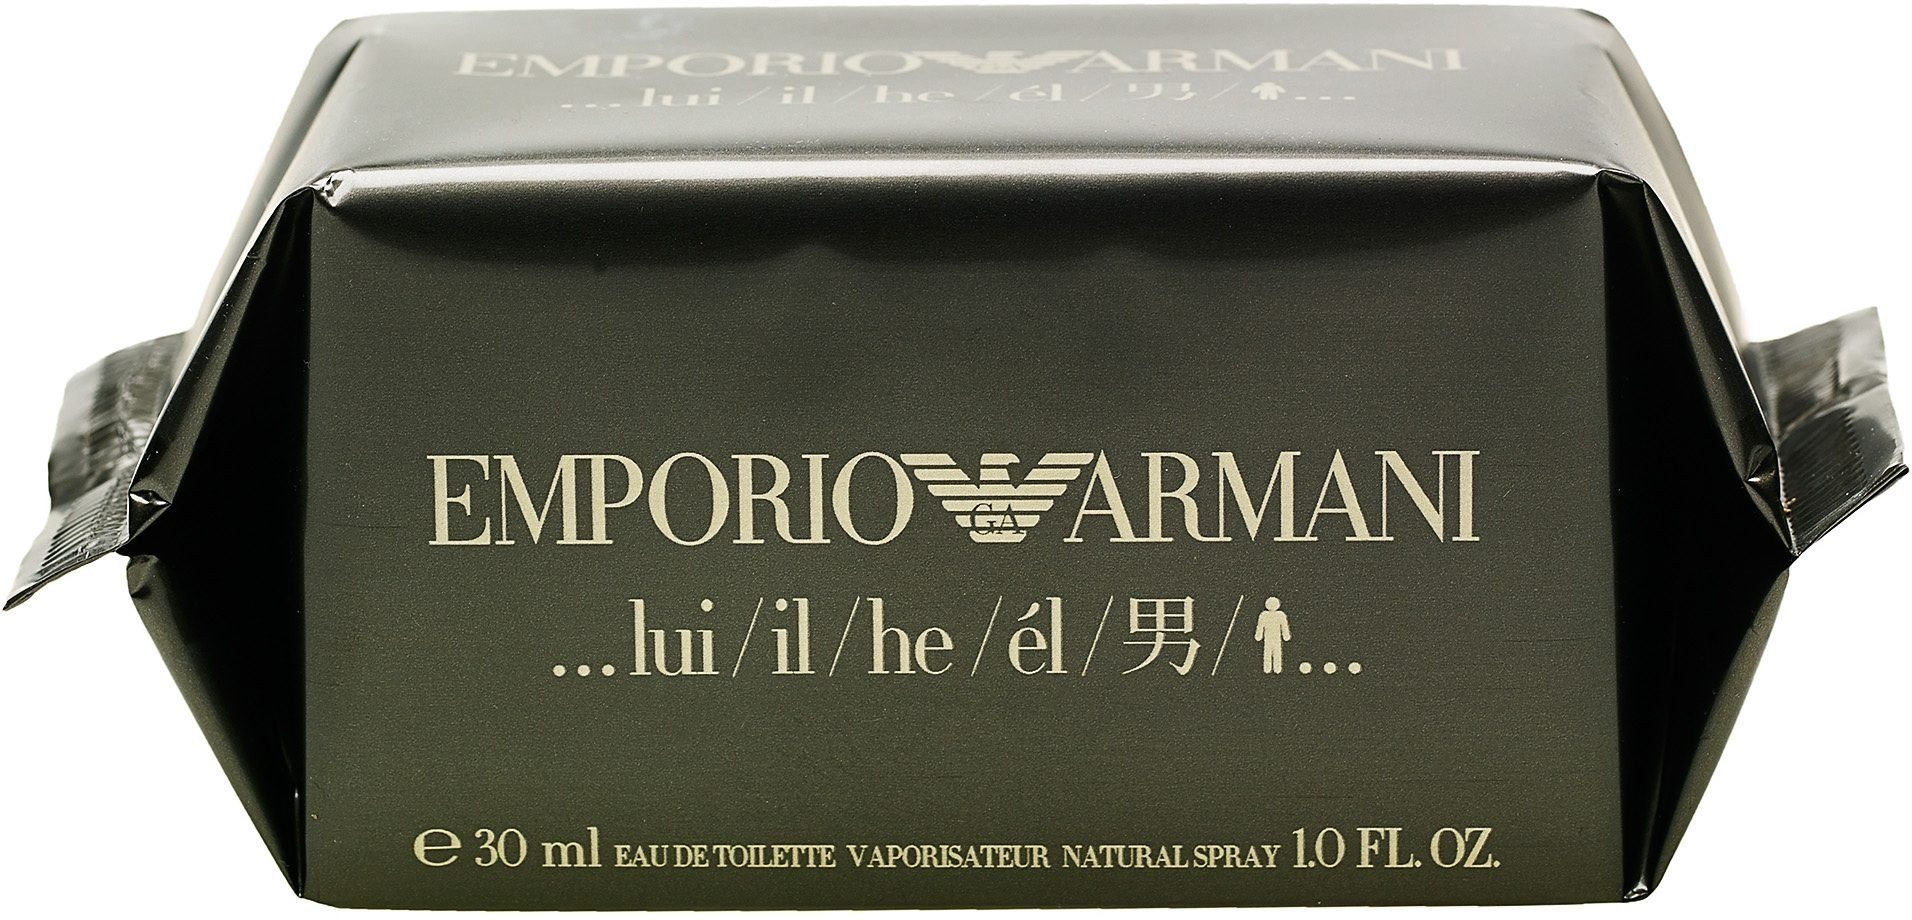 EMPORIO ARMANI
...lui/il/he/él/男/...
EMPORIO GA ARMANI
...lui/il/he/él/男/...
℮ 30 ml EAU DE TOILETTE VAPORISATEUR NATURAL SPRAY 1.0 FL. OZ.